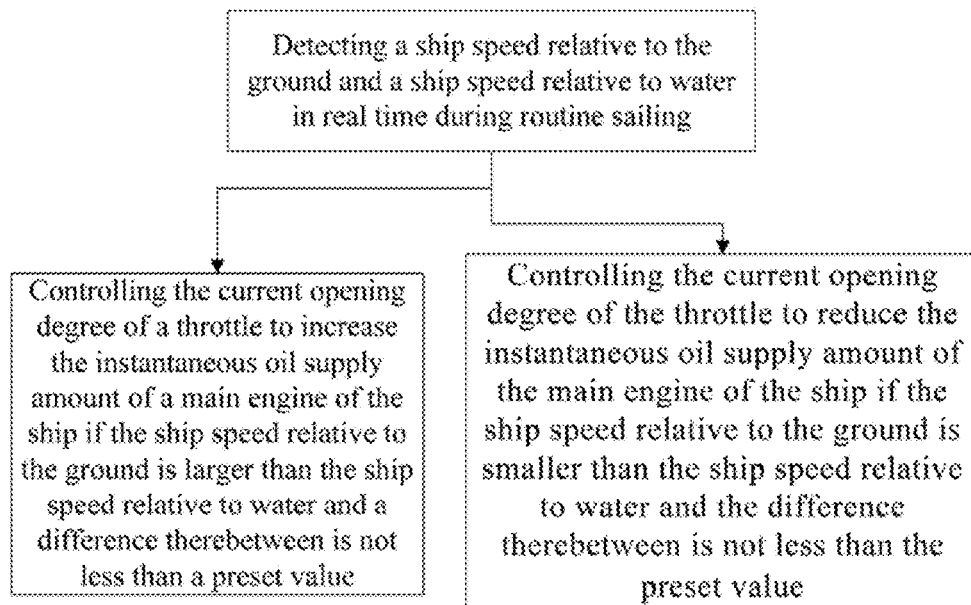 Detecting a ship speed relative to the
ground and a ship speed relative to water
in real time during routine sailing
Controlling the current opening
degree of a throttle to increase
the instantaneous oil supply
amount of a main engine of the
ship if the ship speed relative to
the ground is larger than the ship
speed relative to water and a
difference therebetween is not
less than a preset value
Controlling the current opening
degree of the throttle to reduce the
instantaneous oil supply amount of
the main engine of the ship if the
ship speed relative to the ground is
smaller than the ship speed relative
to water and the difference
therebetween is not less than the
preset value